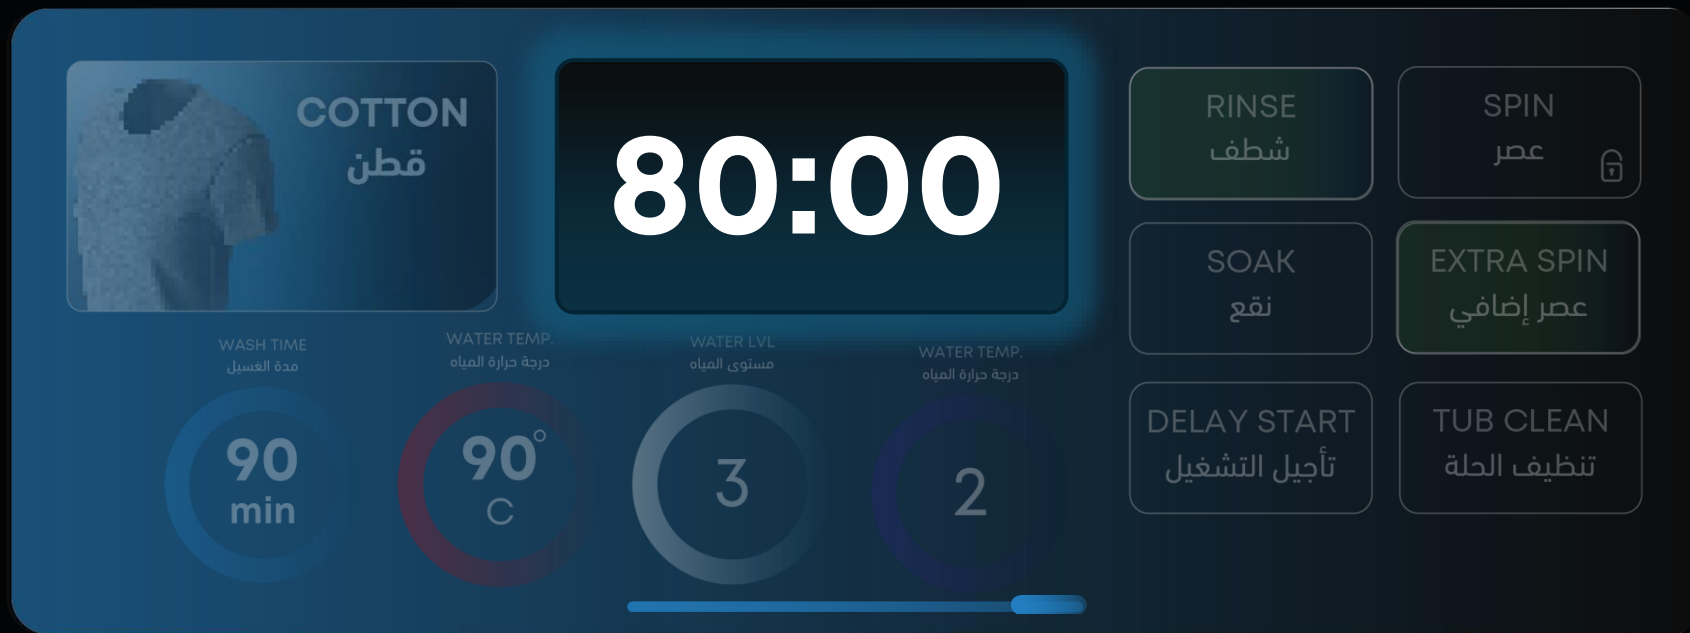 COTTON
قطن
80:00
RINSE
شطف
SPIN
عصر
SOAK
نقع
EXTRA SPIN
عصر إضافي
WASH TIME
مدة الغسيل
90
min
WATER TEMP.
درجة حرارة المياه
90°
C
WATER LVL
مستوى المياه
3
WATER TEMP.
درجة حرارة المياه
2
DELAY START
تأجيل التشغيل
TUB CLEAN
تنظيف الحلة